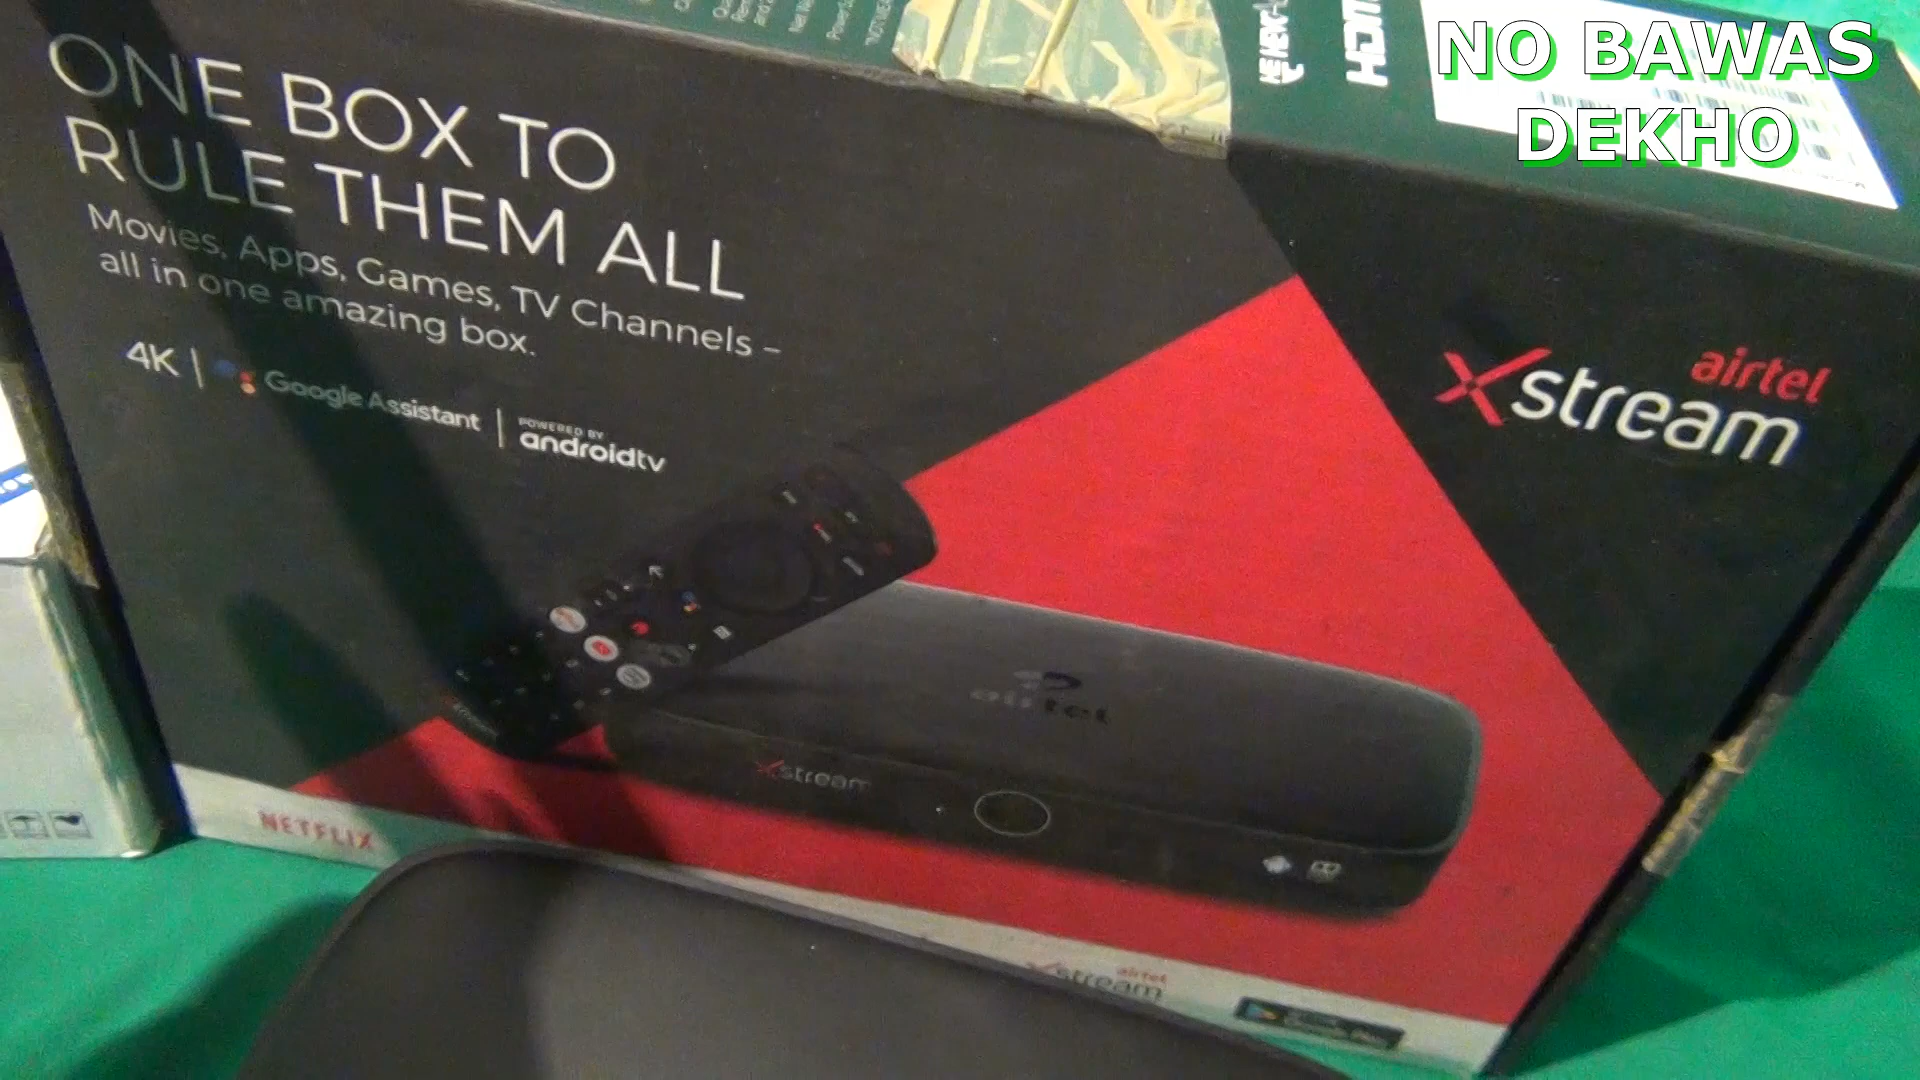 NO BAWAS
DEKHO
HDMI
ONE BOX TO
RULE THEM ALL
Movies, Apps, Games, TV Channels –
all in one amazing box.
4K | Google Assistant | POWERED BY
androidtv
airtel
Xstream
airtel
Xstream
NETFLIX
airtel
Xstream